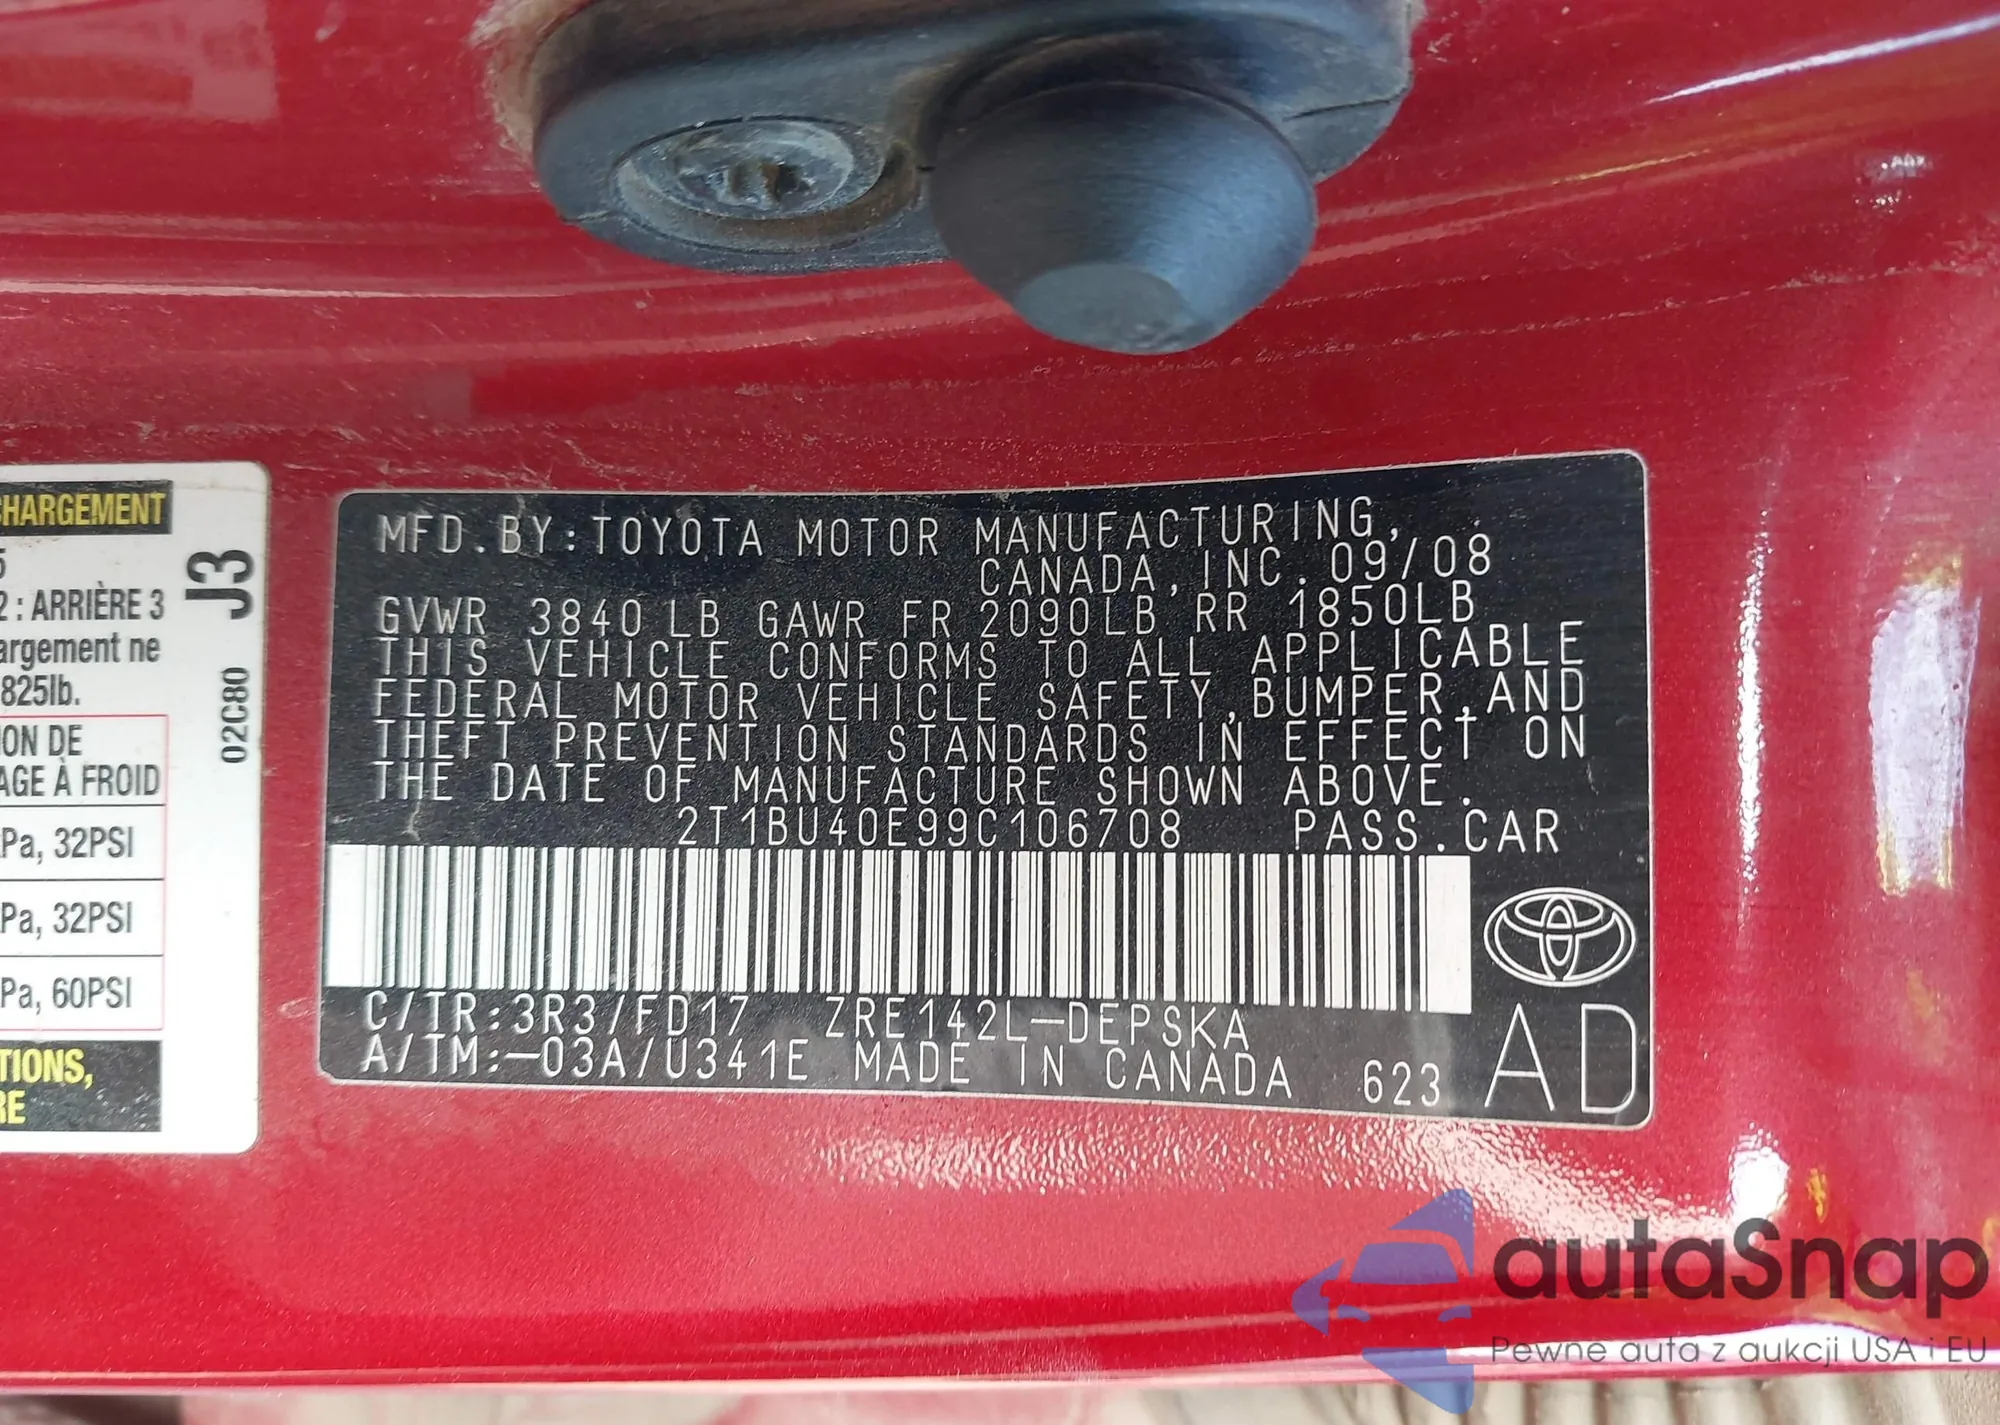 CHARGEMENT
5
2 : ARRIÈRE 3
argement ne
825lb.
ION DE
AGE À FROID
Pa, 32PSI
Pa, 32PSI
Pa, 60PSI
TIONS,
RE
J3
02C80
MFD.BY:TOYOTA MOTOR MANUFACTURING,
CANADA,INC. 09/08
GVWR 3840 LB GAWR FR 2090LB RR 1850LB
THIS VEHICLE CONFORMS TO ALL APPLICABLE
FEDERAL MOTOR VEHICLE SAFETY,BUMPER,AND
THEFT PREVENTION STANDARDS IN EFFECT ON
THE DATE OF MANUFACTURE SHOWN ABOVE.
2T1BU40E99C106708 PASS.CAR
C/TR:3R3/FD17 ZRE142L-DEPSKA
A/TM:-03A/U341E MADE IN CANADA 623
AD
autaSnap
Pewne auta z aukcji USA i EU